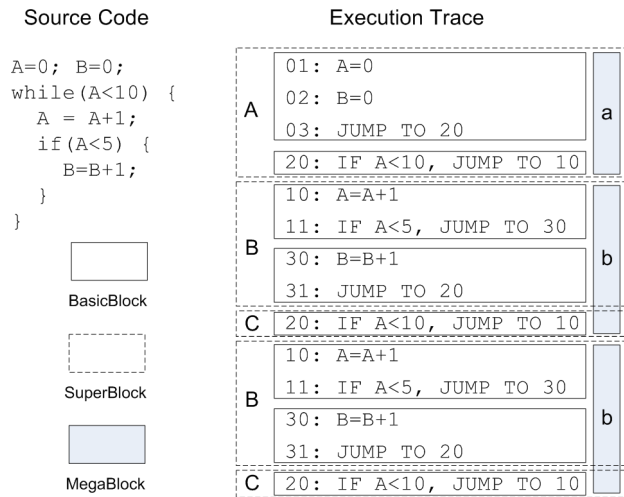 Source Code
A=0; B=0;
while(A<10) {
A = A+1;
if(A<5) {
B=B+1;
}
}
BasicBlock
SuperBlock
MegaBlock
Execution Trace
A
01: A=0
02: B=0
03: JUMP TO 20
20: IF A<10, JUMP TO 10
a
B
10: A=A+1
11: IF A<5, JUMP TO 30
30: B=B+1
31: JUMP TO 20
C
20: IF A<10, JUMP TO 10
b
B
10: A=A+1
11: IF A<5, JUMP TO 30
30: B=B+1
31: JUMP TO 20
C
20: IF A<10, JUMP TO 10
b